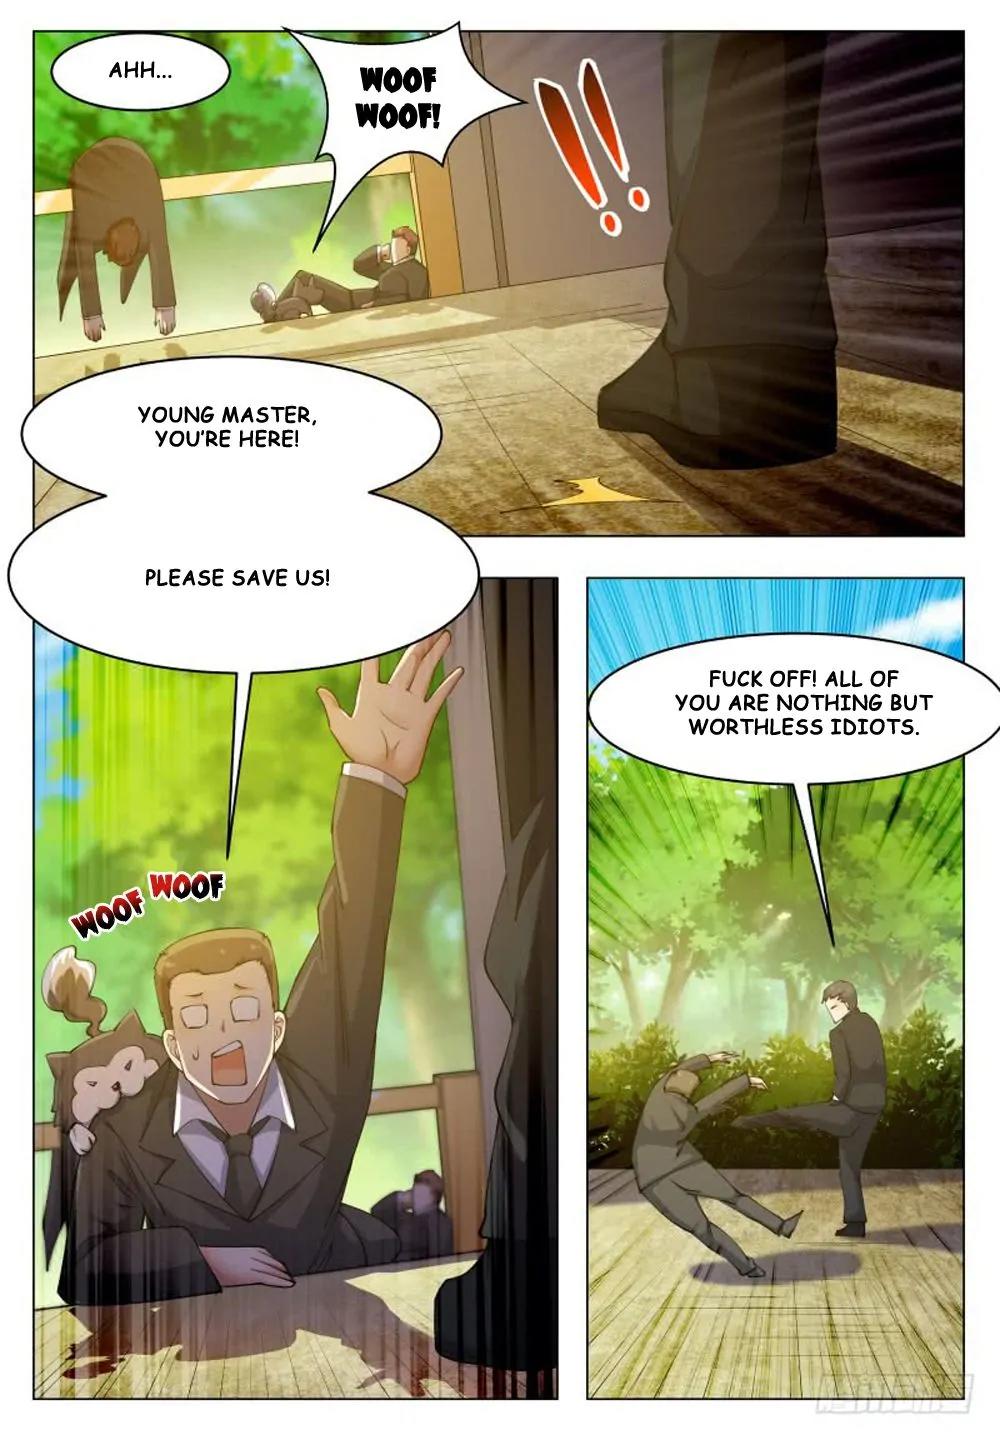 AHH...
WOOF
WOOF!
!!
YOUNG MASTER,
YOU'RE HERE!
PLEASE SAVE US!
WOOF WOOF
FUCK OFF! ALL OF
YOU ARE NOTHING BUT
WORTHLESS IDIOTS.